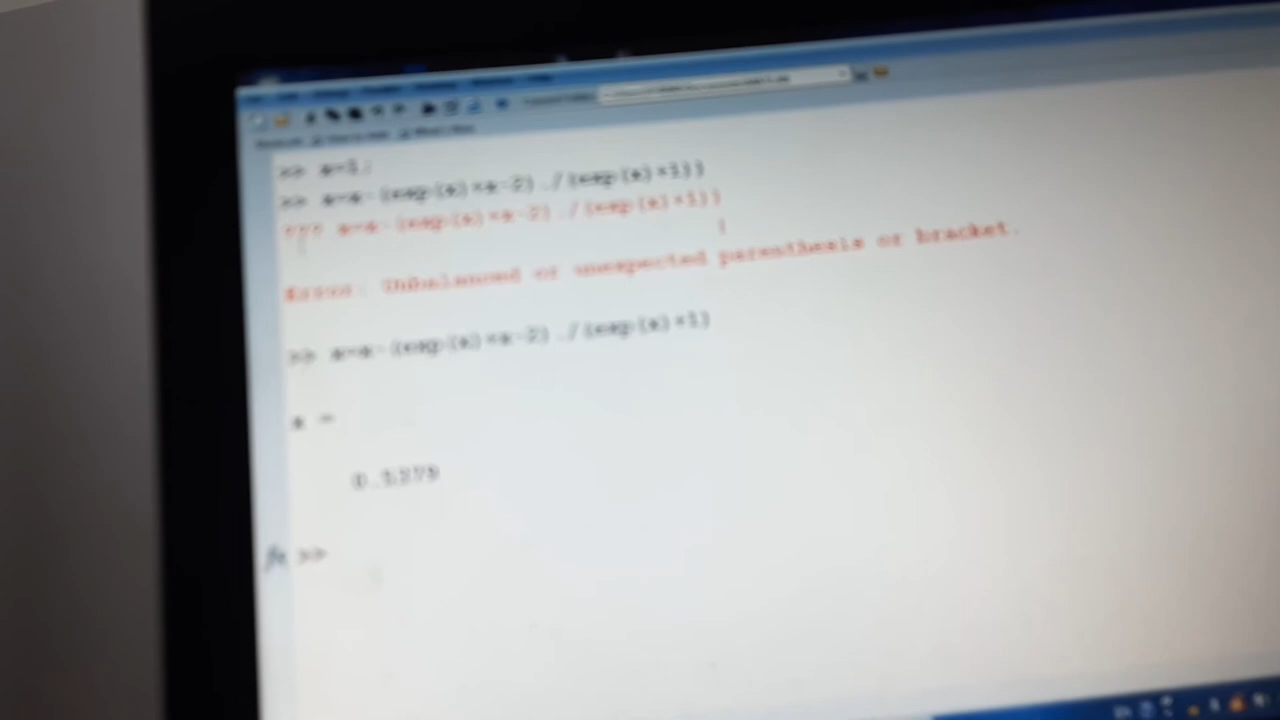 >> x=1;
>> x=x-(exp(x)+x-2)./(exp(x)+1))
??? x=x-(exp(x)+x-2)./(exp(x)+1))
|
Error: Unbalanced or unexpected parenthesis or bracket.
>> x=x-(exp(x)+x-2)./(exp(x)+1)
x =
0.5379
fx >>